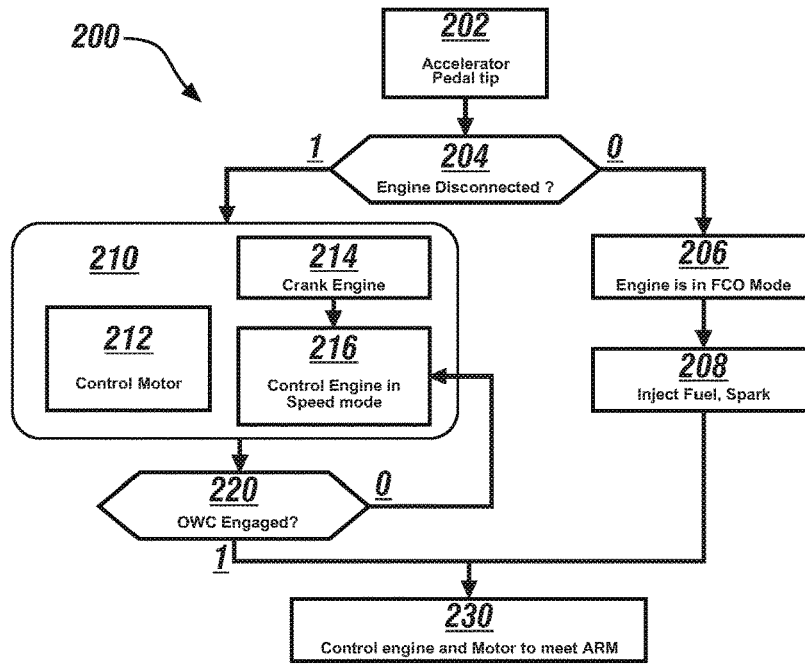 200
202
Accelerator
Pedal tip
1
204
0
Engine Disconnected ?
210
214
Crank Engine
206
Engine is in FCO Mode
212
Control Motor
216
Control Engine in
Speed mode
208
Inject Fuel, Spark
220
0
OWC Engaged?
1
230
Control engine and Motor to meet ARM